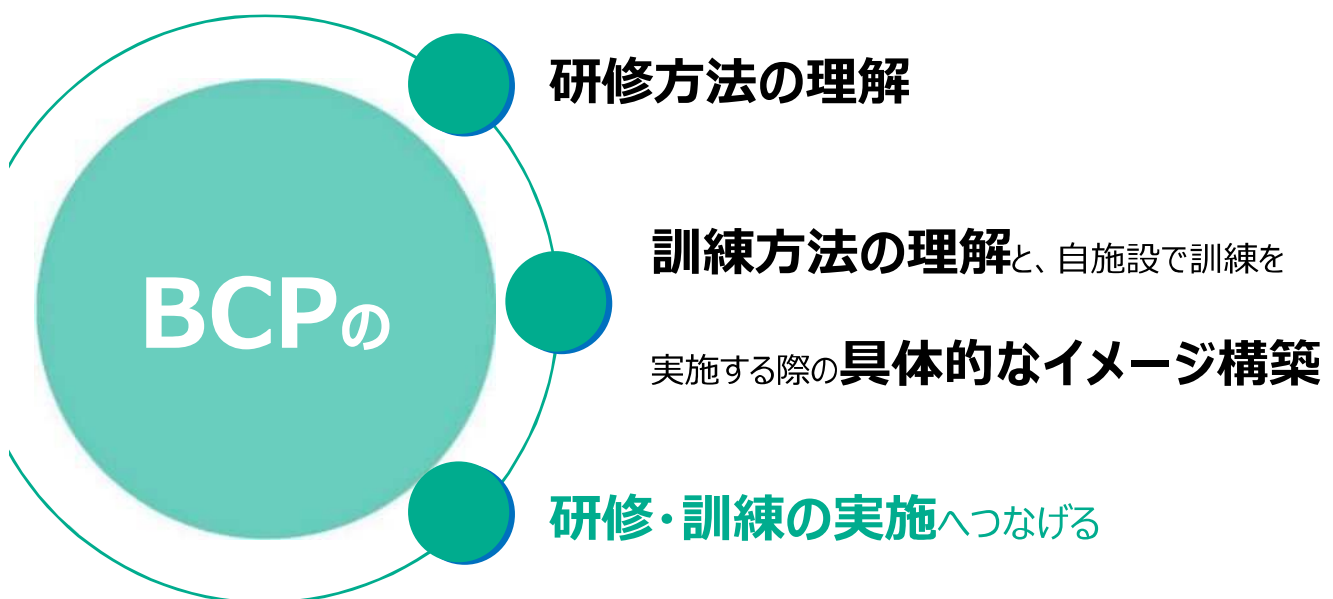 BCPの
研修方法の理解
訓練方法の理解と、自施設で訓練を
実施する際の具体的なイメージ構築
研修・訓練の実施へつなげる